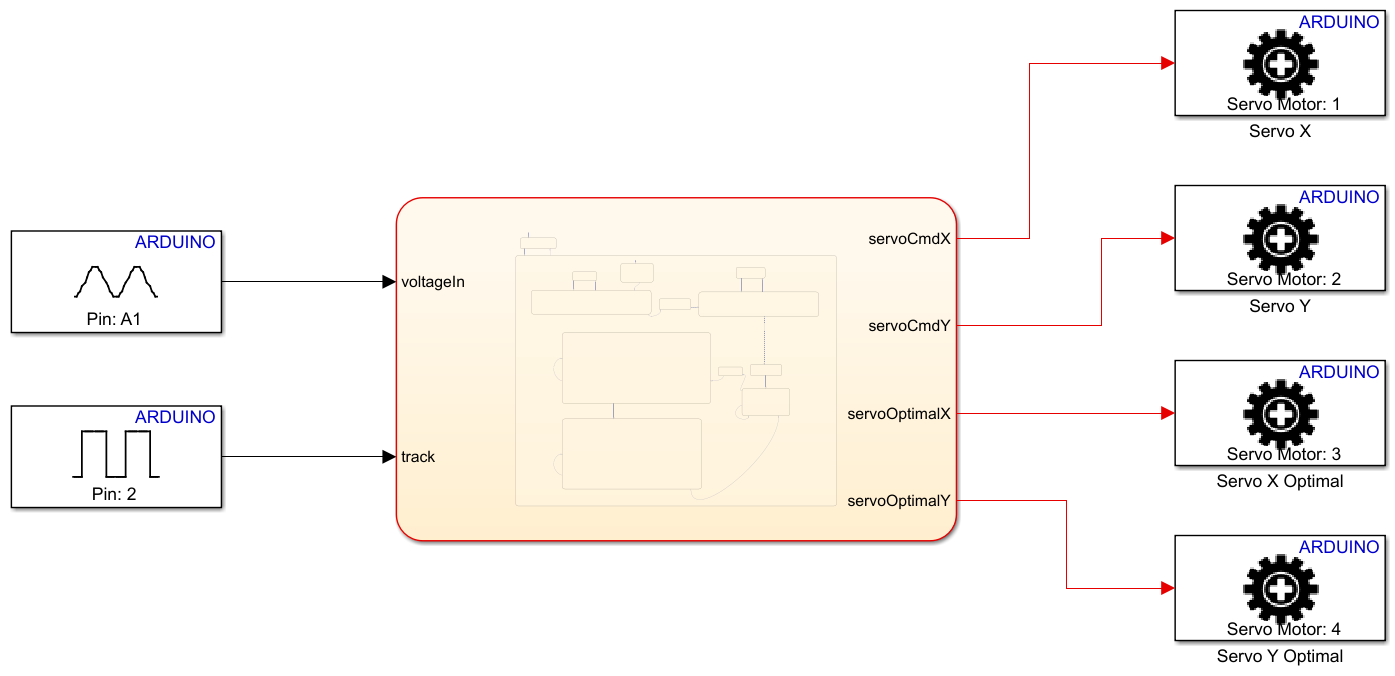 ARDUINO
Pin: A1
ARDUINO
Pin: 2
voltageIn
track
servoCmdX
servoCmdY
servoOptimalX
servoOptimalY
ARDUINO
Servo Motor: 1
Servo X
ARDUINO
Servo Motor: 2
Servo Y
ARDUINO
Servo Motor: 3
Servo X Optimal
ARDUINO
Servo Motor: 4
Servo Y Optimal